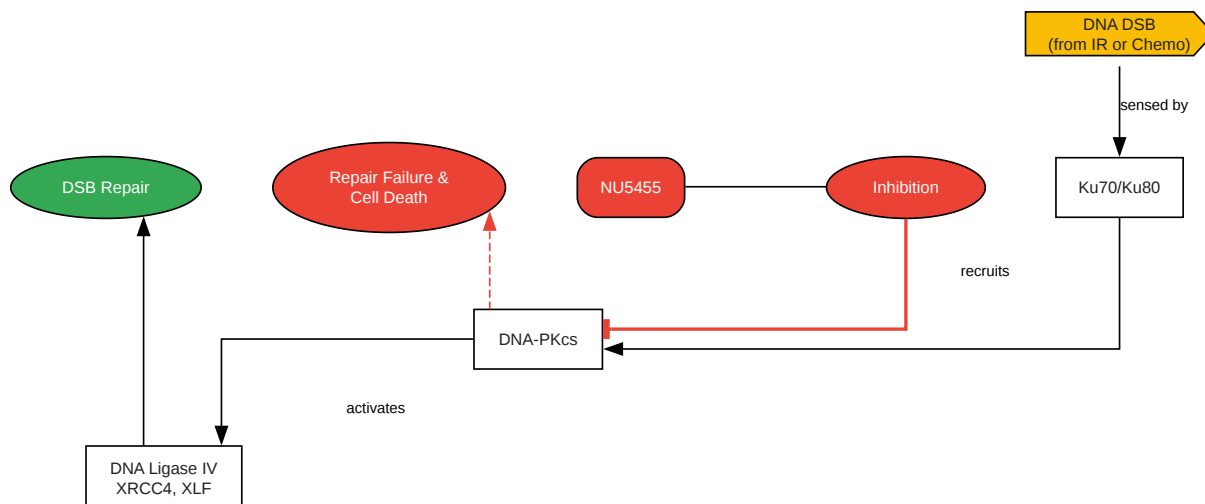 DNA DSB
(from IR or Chemo)
sensed by
DSB Repair
Repair Failure &
Cell Death
NU5455
Inhibition
Ku70/Ku80
recruits
DNA-PKcs
activates
DNA Ligase IV
XRCC4, XLF